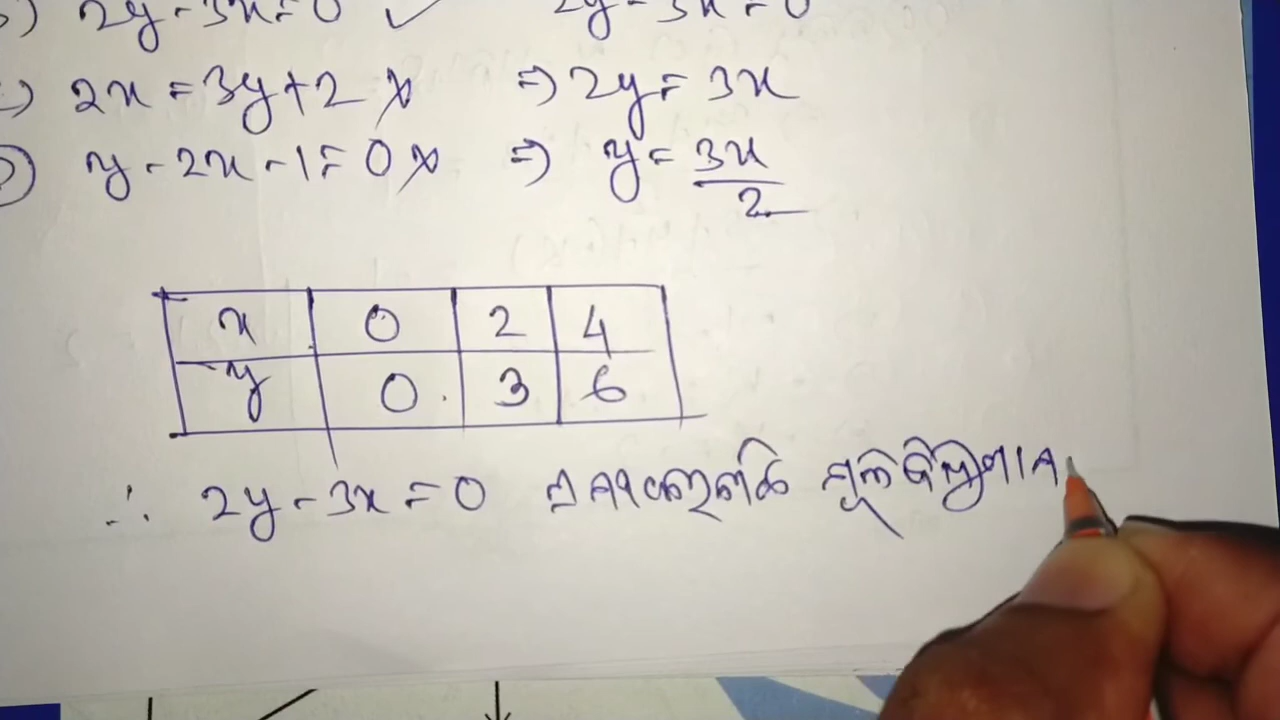 2y - 3x = 0 ✓ 2y - 3x = 0
2x = 3y + 2 × ⇒ 2y = 3x
y - 2x - 1 = 0 × ⇒ y = 3x/2
x 0 2 4
y 0 3 6
∴ 2y - 3x = 0 ମୂଳବିନ୍ଦୁ